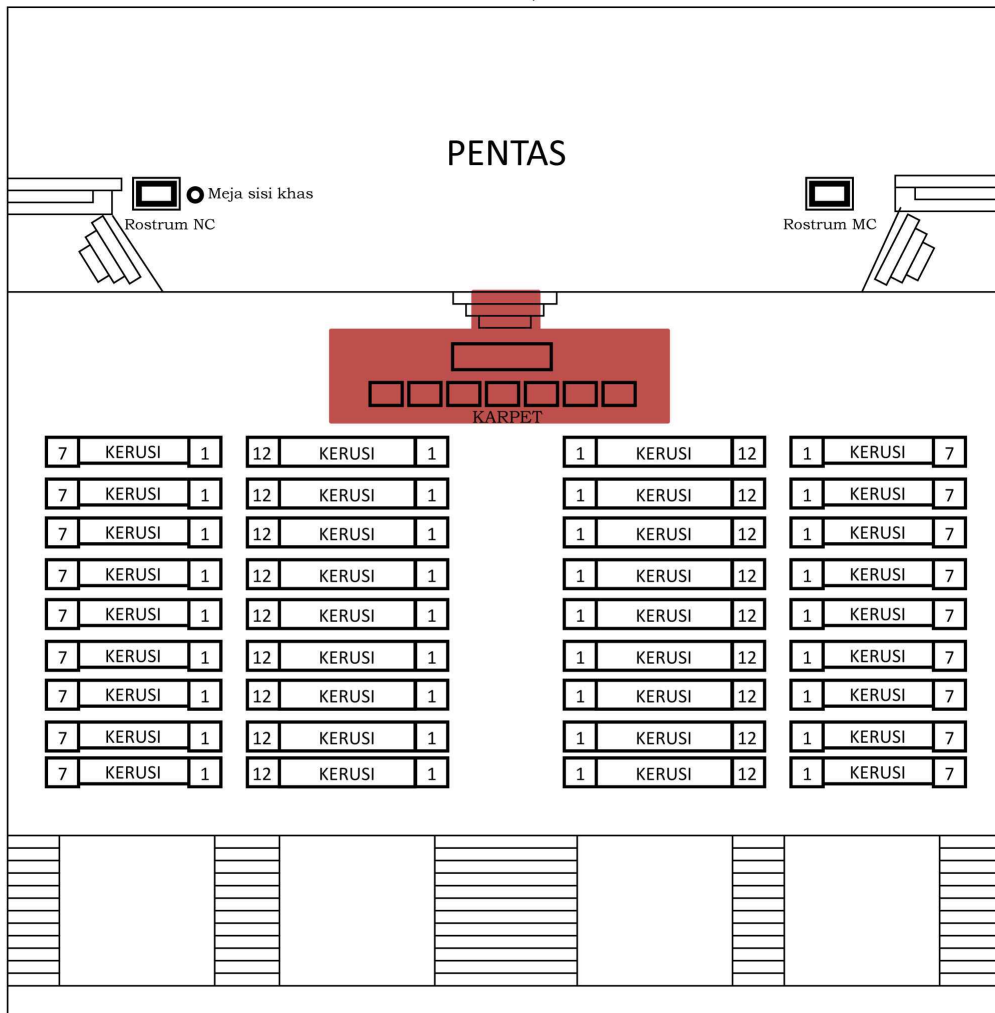 PENTAS
Meja sisi khas
Rostrum NC
Rostrum MC
KARPET
7 KERUSI 1 12 KERUSI 1 1 KERUSI 12 1 KERUSI 7
7 KERUSI 1 12 KERUSI 1 1 KERUSI 12 1 KERUSI 7
7 KERUSI 1 12 KERUSI 1 1 KERUSI 12 1 KERUSI 7
7 KERUSI 1 12 KERUSI 1 1 KERUSI 12 1 KERUSI 7
7 KERUSI 1 12 KERUSI 1 1 KERUSI 12 1 KERUSI 7
7 KERUSI 1 12 KERUSI 1 1 KERUSI 12 1 KERUSI 7
7 KERUSI 1 12 KERUSI 1 1 KERUSI 12 1 KERUSI 7
7 KERUSI 1 12 KERUSI 1 1 KERUSI 12 1 KERUSI 7
7 KERUSI 1 12 KERUSI 1 1 KERUSI 12 1 KERUSI 7